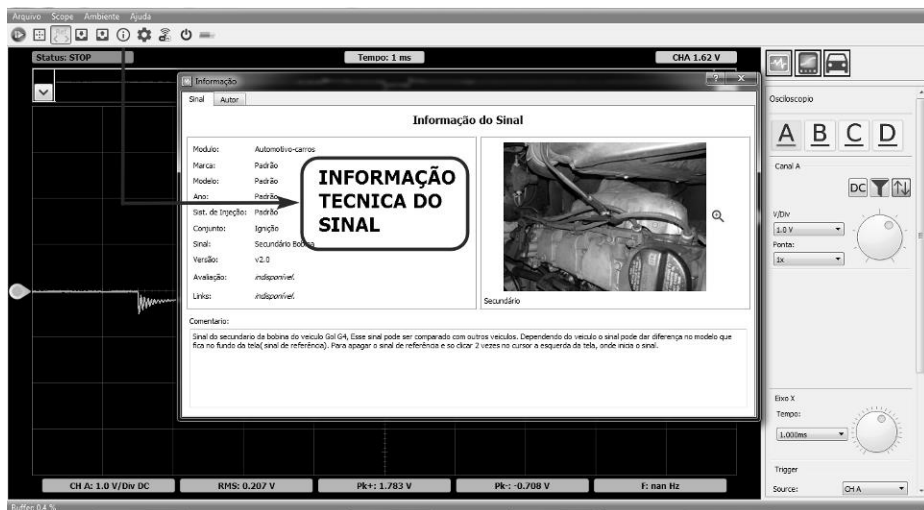 Arquivo Scope Ambiente Ajuda
Status: STOP
Tempo: 1 ms
CHA 1.62 V
Informação
Sinal Autor
Informação do Sinal
Modulo: Automotivo-carros
Marca: Padrão
Modelo: Padrão
Ano: Padrão
Sist. de Injeção: Padrão
Conjunto: Ignição
Sinal: Secundário Bobina
Versão: v2.0
Avaliação: indisponível.
Links: indisponível.
INFORMAÇÃO
TECNICA DO
SINAL
Secundário
Comentario:
Sinal do secundario da bobina do veiculo Gol G4, Esse sinal pode ser comparado com outros veiculos. Dependendo do veiculo o sinal pode dar diferença no modelo que
fica no fundo da tela( sinal de referência). Para apagar o sinal de referência e so clicar 2 vezes no cursor a esquerda da tela, onde inicia o sinal.
Osciloscopio
A B C D
Canal A
DC
V/Div
1.0 V
Ponta:
1x
Eixo X
Tempo:
1.000ms
Trigger
Source: CH A
CH A: 1.0 V/Div DC
RMS: 0.207 V
Pk+: 1.783 V
Pk-: -0.708 V
F: nan Hz
Buffer: 0.4 %